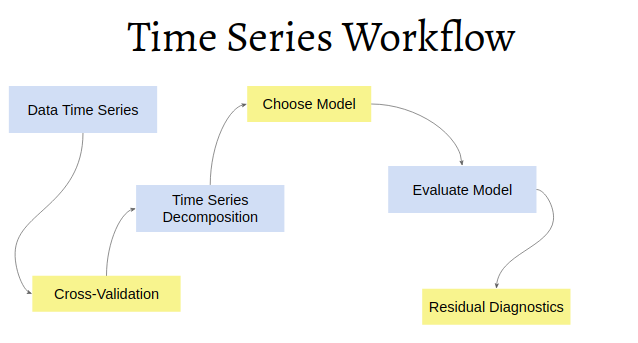 Time Series Workflow
Data Time Series
Cross-Validation
Time Series
Decomposition
Choose Model
Evaluate Model
Residual Diagnostics